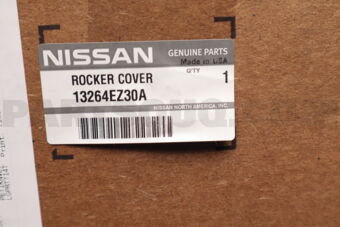 NISSAN GENUINE PARTS
Made in USA
ROCKER COVER Q'TY
13264EZ30A 1
NISSAN NORTH AMERICA, INC.